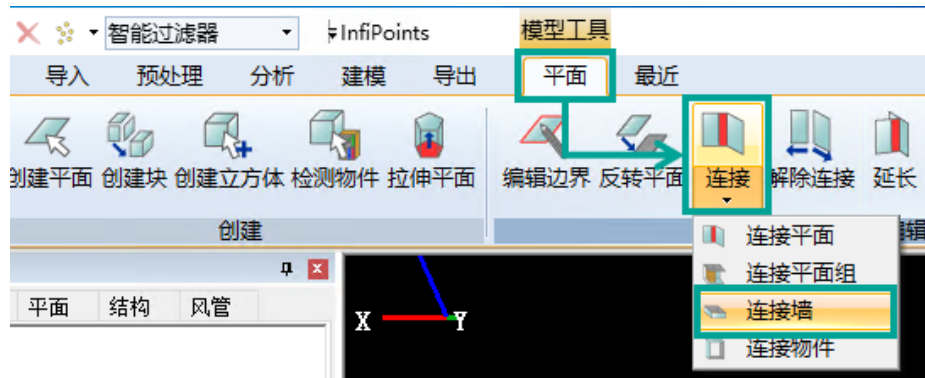 智能过滤器 InfiPoints 模型工具
导入 预处理 分析 建模 导出 平面 最近
创建平面 创建块 创建立方体 检测物件 拉伸平面 编辑边界 反转平面 连接 解除连接 延长
创建 编辑
连接平面
连接平面组
连接墙
连接物件
平面 结构 风管
X Y